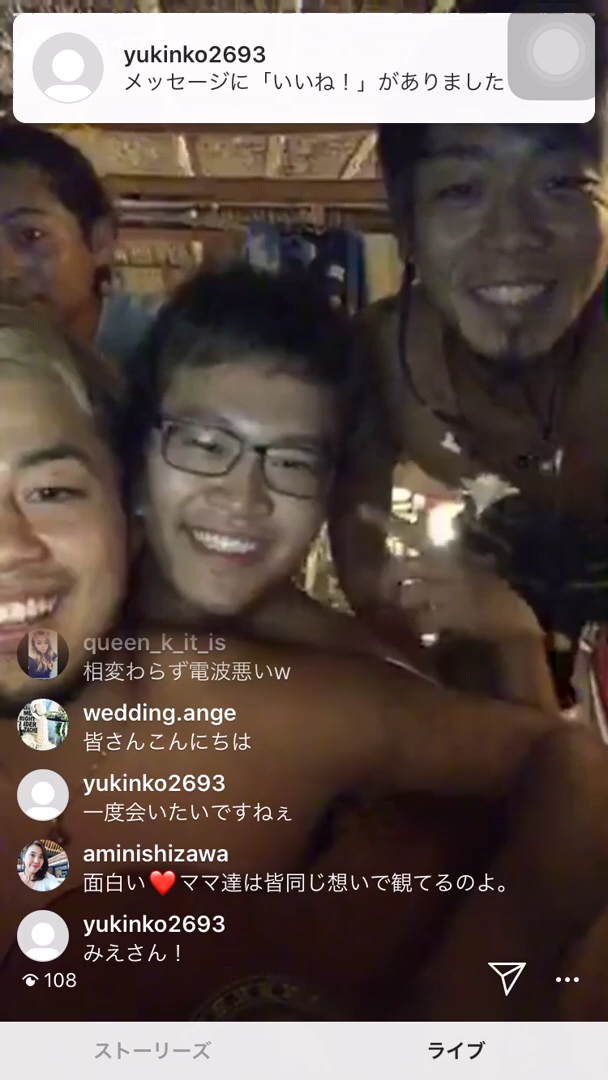 yukinko2693
メッセージに「いいね！」がありました
queen_k_it_is
相変わらず電波悪いw
wedding.ange
皆さんこんにちは
yukinko2693
一度会いたいですねぇ
aminishizawa
面白い❤️ママ達は皆同じ想いで観てるのよ。
yukinko2693
みえさん！
108
ストーリーズ ライブ